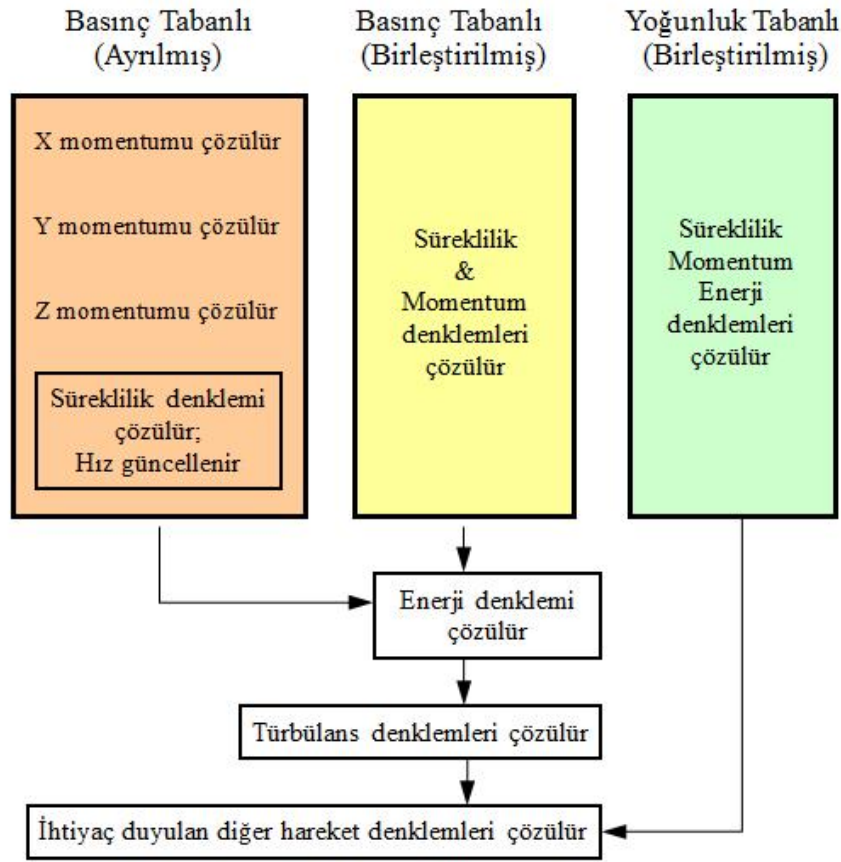 Basınç Tabanlı
(Ayrılmış)
Basınç Tabanlı
(Birleştirilmiş)
Yoğunluk Tabanlı
(Birleştirilmiş)
X momentumu çözülür
Y momentumu çözülür
Z momentumu çözülür
Süreklilik denklemi
çözülür;
Hız güncellenir
Süreklilik
&
Momentum
denklemleri
çözülür
Süreklilik
Momentum
Enerji
denklemleri
çözülür
Enerji denklemi
çözülür
Türbülans denklemleri çözülür
İhtiyaç duyulan diğer hareket denklemleri çözülür